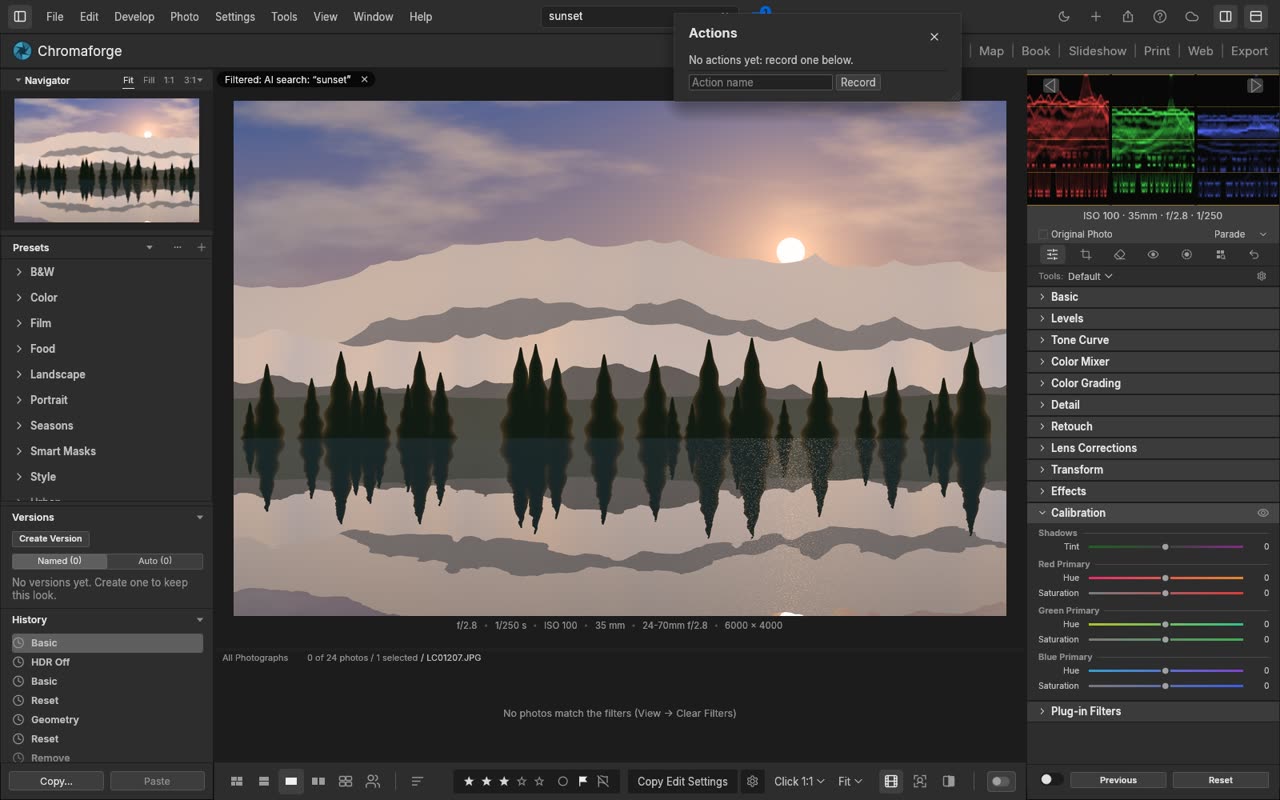 File Edit Develop Photo Settings Tools View Window Help
sunset
Chromaforge
Map Book Slideshow Print Web Export
Actions
No actions yet: record one below.
Action name Record
Navigator Fit Fill 1:1 3:1
Filtered: AI search: “sunset”
Presets
B&W
Color
Film
Food
Landscape
Portrait
Seasons
Smart Masks
Style
Versions
Create Version
Named (0) Auto (0)
No versions yet. Create one to keep
this look.
History
Basic
HDR Off
Basic
Reset
Geometry
Reset
Remove
Copy... Paste
f/2.8 • 1/250 s • ISO 100 • 35 mm • 24-70mm f/2.8 • 6000 × 4000
All Photographs 0 of 24 photos / 1 selected / LC01207.JPG
No photos match the filters (View → Clear Filters)
Copy Edit Settings Click 1:1 Fit
ISO 100 · 35mm · f/2.8 · 1/250
Original Photo Parade
Tools: Default
Basic
Levels
Tone Curve
Color Mixer
Color Grading
Detail
Retouch
Lens Corrections
Transform
Effects
Calibration
Shadows
Tint 0
Red Primary
Hue 0
Saturation 0
Green Primary
Hue 0
Saturation 0
Blue Primary
Hue 0
Saturation 0
Plug-in Filters
Previous Reset